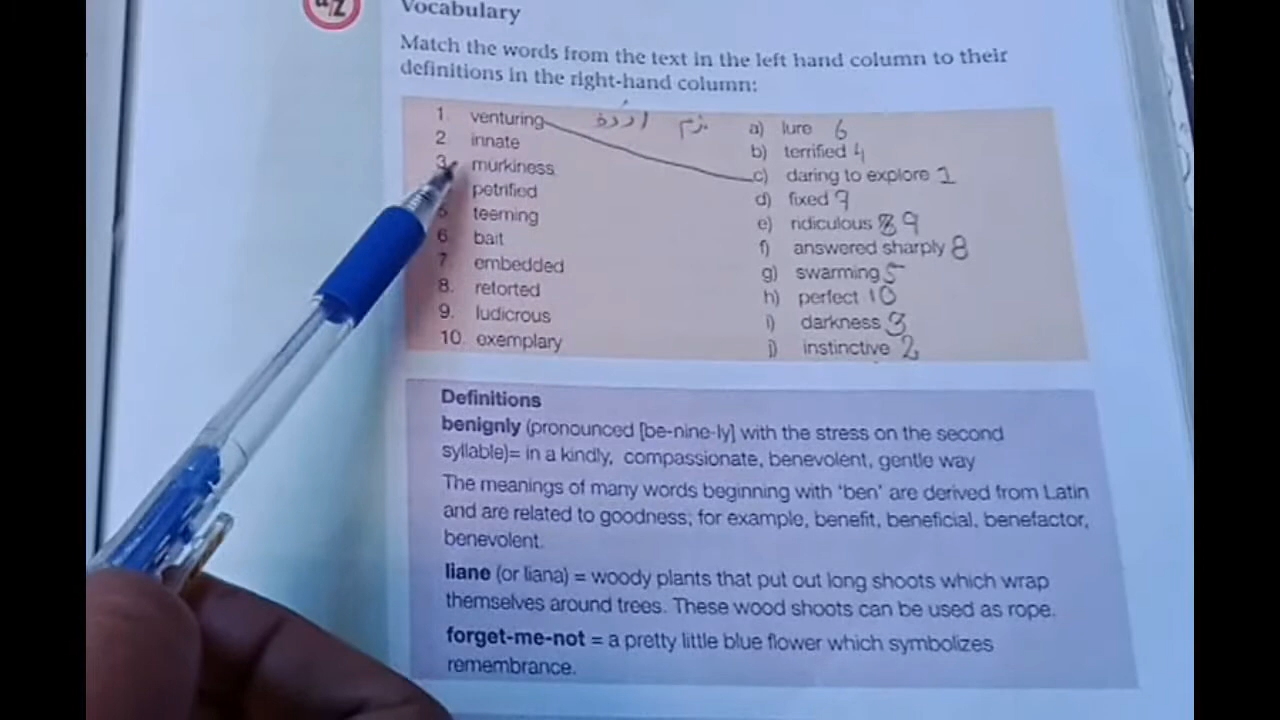 a/z
Vocabulary
Match the words from the text in the left hand column to their
definitions in the right-hand column:
1. venturing بزم اردو a) lure 6
2 innate b) terrified 4
3. murkiness c) daring to explore 1
petrified d) fixed 7
5 teeming e) ridiculous 9
6. bait f) answered sharply 8
7. embedded g) swarming 5
8. retorted h) perfect 10
9. ludicrous i) darkness 3
10. exemplary j) instinctive 2
Definitions
benignly (pronounced [be-nine-ly] with the stress on the second
syllable)= in a kindly, compassionate, benevolent, gentle way
The meanings of many words beginning with 'ben' are derived from Latin
and are related to goodness; for example, benefit, beneficial, benefactor,
benevolent.
liane (or liana) = woody plants that put out long shoots which wrap
themselves around trees. These wood shoots can be used as rope.
forget-me-not = a pretty little blue flower which symbolizes
remembrance.